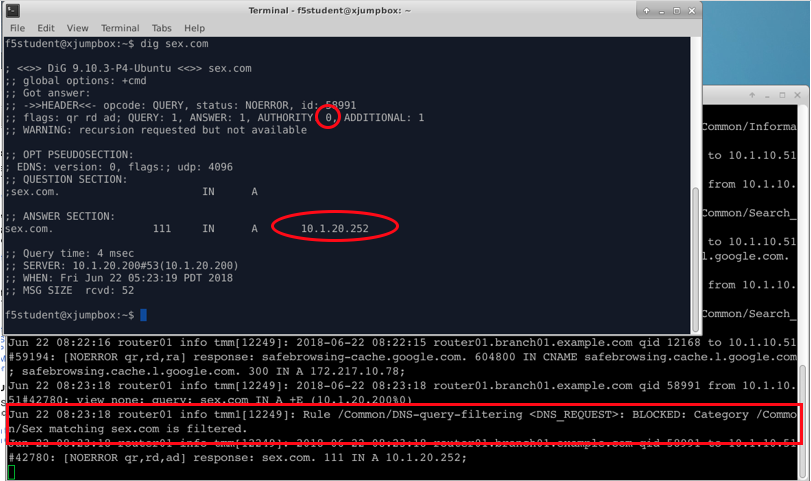 Terminal - f5student@xjumpbox: ~
File Edit View Terminal Tabs Help
f5student@xjumpbox:~$ dig sex.com
; <<>> DiG 9.10.3-P4-Ubuntu <<>> sex.com
;; global options: +cmd
;; Got answer:
;; ->>HEADER<<- opcode: QUERY, status: NOERROR, id: 58991
;; flags: qr rd ad; QUERY: 1, ANSWER: 1, AUTHORITY: 0, ADDITIONAL: 1
;; WARNING: recursion requested but not available
;; OPT PSEUDOSECTION:
; EDNS: version: 0, flags:; udp: 4096
;; QUESTION SECTION:
;sex.com. IN A
;; ANSWER SECTION:
sex.com. 111 IN A 10.1.20.252
;; Query time: 4 msec
;; SERVER: 10.1.20.200#53(10.1.20.200)
;; WHEN: Fri Jun 22 05:23:19 PDT 2018
;; MSG SIZE rcvd: 52
f5student@xjumpbox:~$
Common/Informa
to 10.1.10.51
from 10.1.10.
Common/Search_
to 10.1.10.51
l.google.com.
from 10.1.10.
Common/Search_
Jun 22 08:22:16 router01 info tmm[12249]: 2018-06-22 08:22:15 router01.branch01.example.com qid 12168 to 10.1.10.51
#59194: [NOERROR qr,rd,ra] response: safebrowsing-cache.google.com. 604800 IN CNAME safebrowsing.cache.l.google.com
; safebrowsing.cache.l.google.com. 300 IN A 172.217.10.78;
Jun 22 08:23:18 router01 info tmm[12249]: 2018-06-22 08:23:18 router01.branch01.example.com qid 58991 from 10.1.10.
51#42780: view none: query: sex.com IN A +E (10.1.20.200%0)
Jun 22 08:23:18 router01 info tmm1[12249]: Rule /Common/DNS-query-filtering <DNS_REQUEST>: BLOCKED: Category /Commo
n/Sex matching sex.com is filtered.
Jun 22 08:23:18 router01 info tmm[12249]: 2018-06-22 08:23:18 router01.branch01.example.com qid 58991 to 10.1.10.51
#42780: [NOERROR qr,rd,ad] response: sex.com. 111 IN A 10.1.20.252;